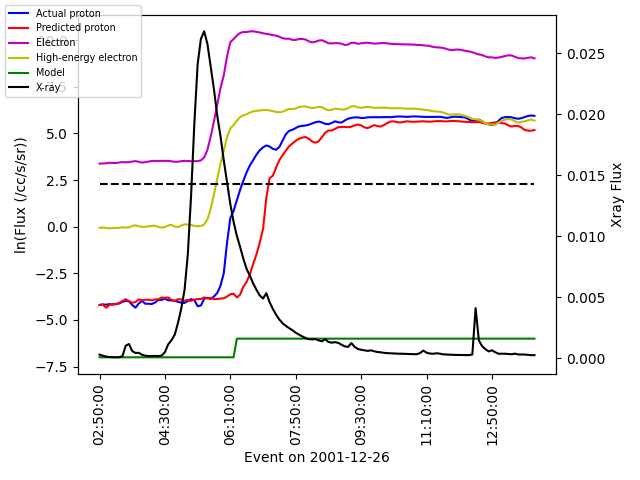 Actual proton
Predicted proton
Electron
High-energy electron
Model
X-ray
10.0
7.5
5.0
2.5
0.0
−2.5
−5.0
−7.5
ln(Flux (/cc/s/sr))
0.025
0.020
0.015
0.010
0.005
0.000
Xray Flux
02:50:00
04:30:00
06:10:00
07:50:00
09:30:00
11:10:00
12:50:00
Event on 2001-12-26